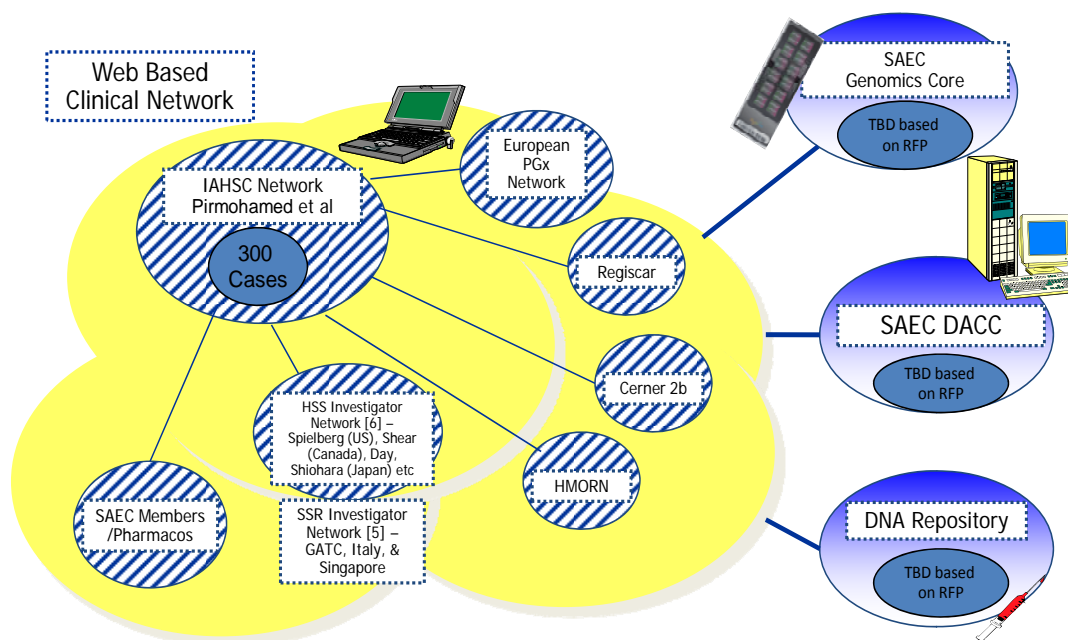 Web Based
Clinical Network
SAEC
Genomics Core
TBD based
on RFP
European
PGx
Network
IAHSC Network
Pirmohamed et al
300
Cases
Regiscar
SAEC DACC
TBD based
on RFP
Cerner 2b
HSS Investigator
Network [6] –
Spielberg (US), Shear
(Canada), Day,
Shiohara (Japan) etc
HMORN
SAEC Members
/Pharmacos
SSR Investigator
Network [5] –
GATC, Italy, &
Singapore
DNA Repository
TBD based
on RFP